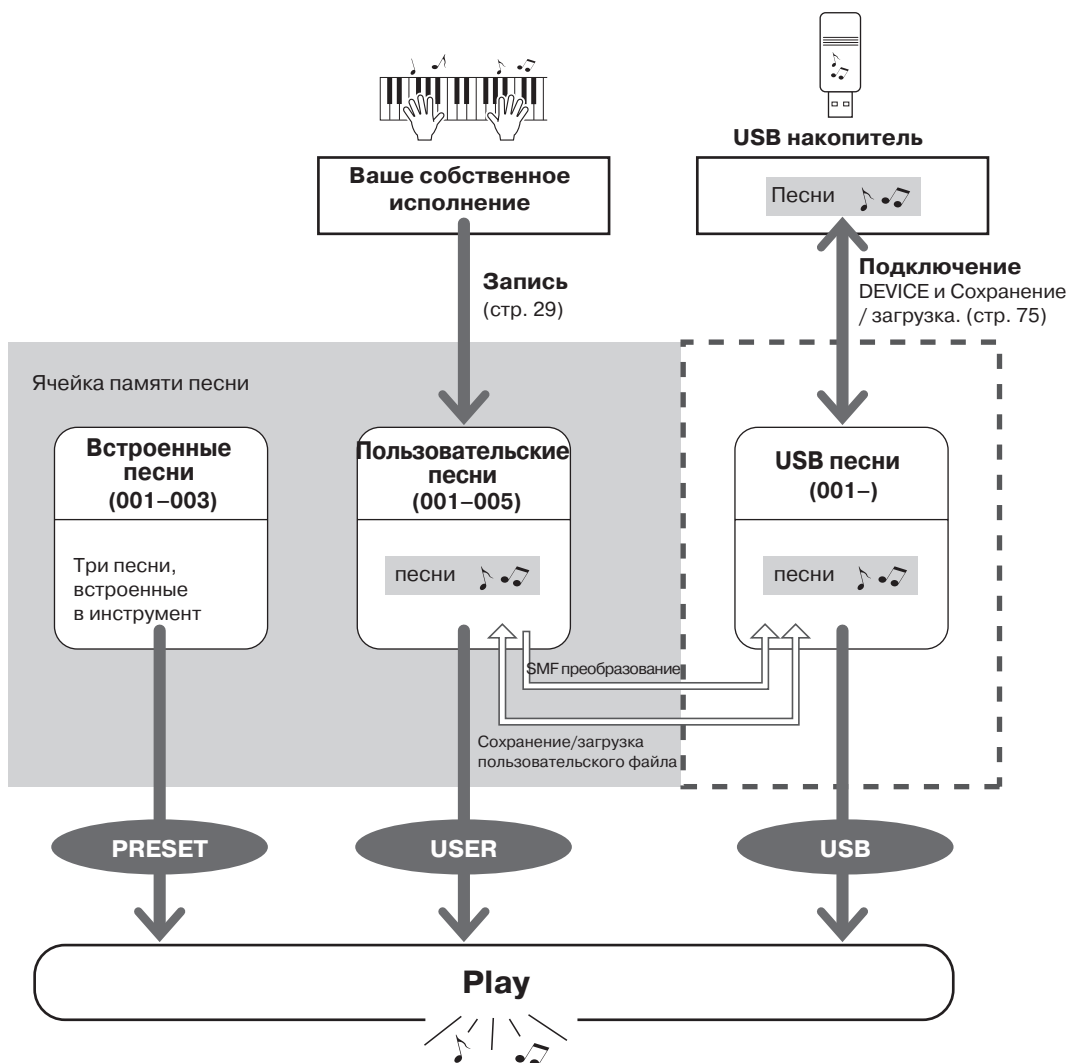 USB накопитель
Ваше собственное
исполнение
Песни
Запись
(стр. 29)
Подключение
DEVICE и Сохранение
/ загрузка. (стр. 75)
Ячейка памяти песни
Встроенные
песни
(001–003)
Три песни,
встроенные
в инструмент
Пользовательские
песни
(001–005)
песни
USB песни
(001–)
песни
SMF преобразование
Сохранение/загрузка
пользовательского файла
PRESET
USER
USB
Play